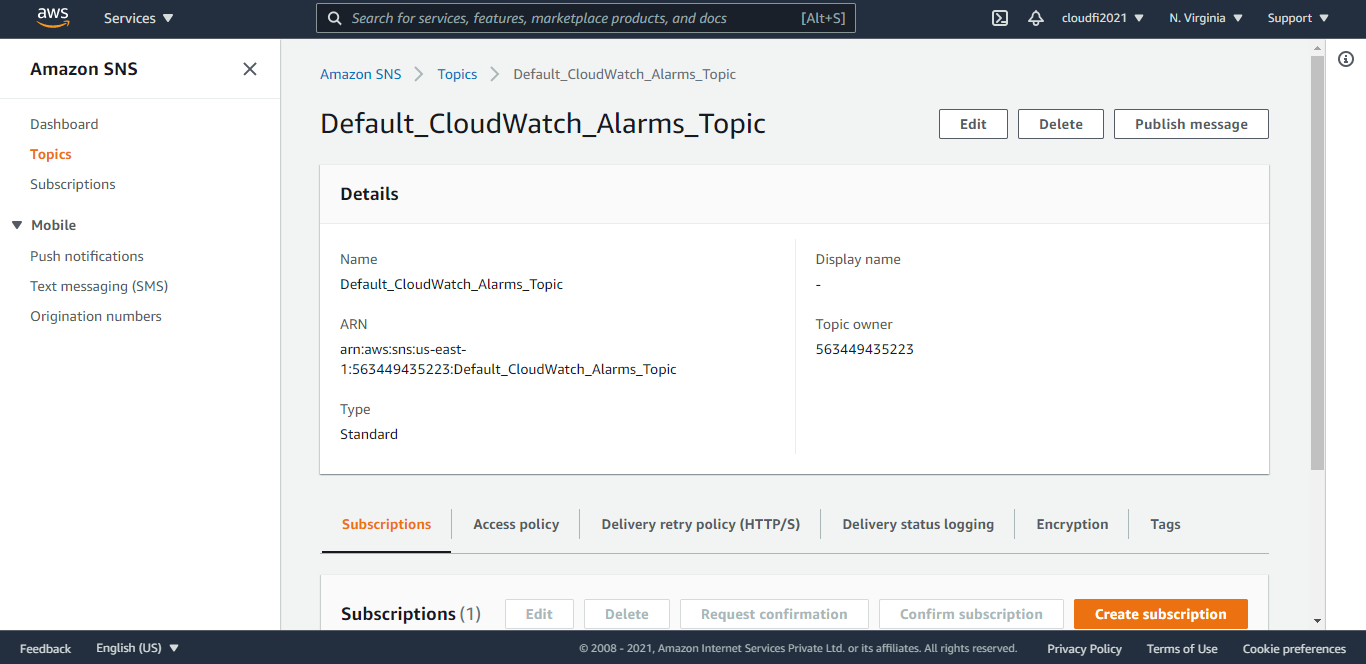 aws Services Search for services, features, marketplace products, and docs [Alt+S] cloudfi2021 N. Virginia Support
Amazon SNS
Dashboard
Topics
Subscriptions
Mobile
Push notifications
Text messaging (SMS)
Origination numbers
Amazon SNS Topics Default_CloudWatch_Alarms_Topic
Default_CloudWatch_Alarms_Topic Edit Delete Publish message
Details
Name
Default_CloudWatch_Alarms_Topic
ARN
arn:aws:sns:us-east-
1:563449435223:Default_CloudWatch_Alarms_Topic
Type
Standard
Display name
-
Topic owner
563449435223
Subscriptions Access policy Delivery retry policy (HTTP/S) Delivery status logging Encryption Tags
Subscriptions (1) Edit Delete Request confirmation Confirm subscription Create subscription
Feedback English (US) © 2008 - 2021, Amazon Internet Services Private Ltd. or its affiliates. All rights reserved. Privacy Policy Terms of Use Cookie preferences